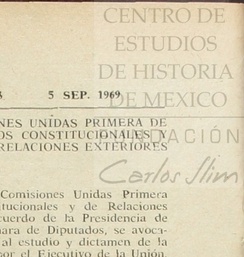 CENTRO DE
ESTUDIOS
DE HISTORIA
5 SEP. 1969
DE MEXICO
NES UNIDAS PRIMERA DE
OS CONSTITUCIONALES Y
FUNDACIÓN
RELACIONES EXTERIORES
Carlos Slim
Comisiones Unidas Primera
titucionales y de Relaciones
cuerdo de la Presidencia de
mara de Diputados, se avoca-
al estudio y dictamen de la
por el Ejecutivo de la Unión,